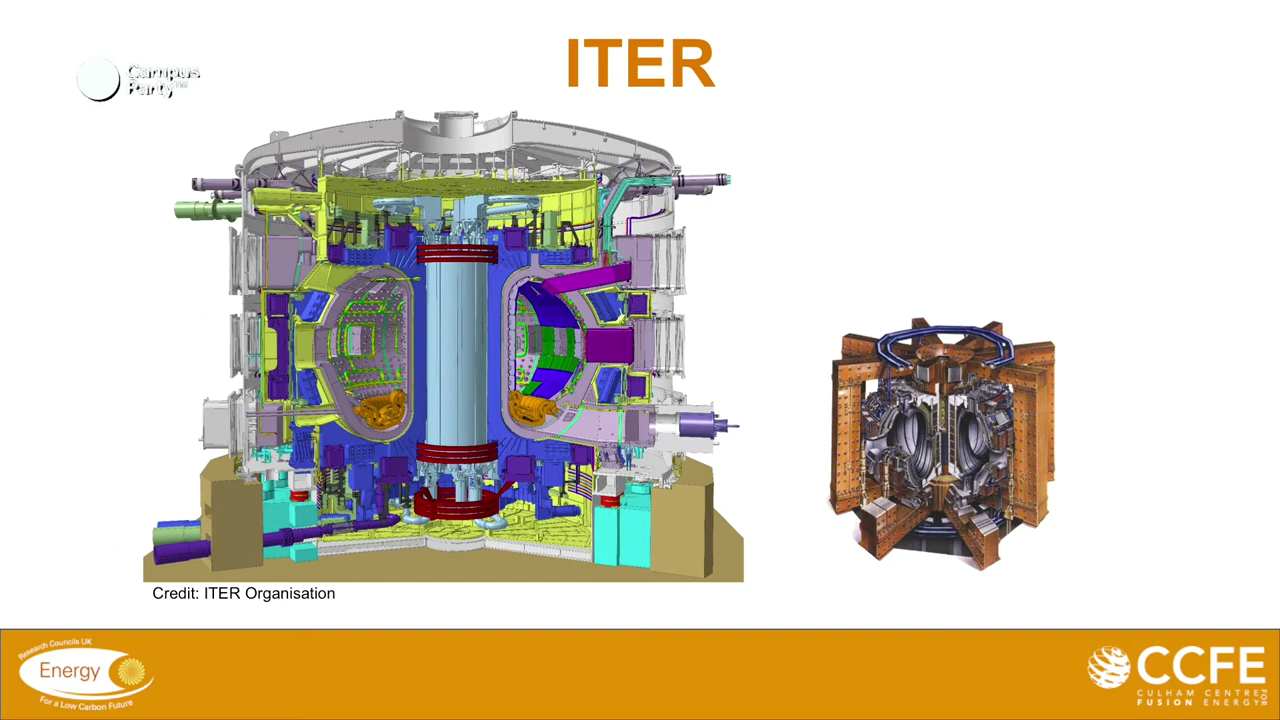 ITER
Campus
Party™
Credit: ITER Organisation
Research Councils UK
Energy
For a Low Carbon Future
CCFE
CULHAM CENTRE
FUSION ENERGY
FOR